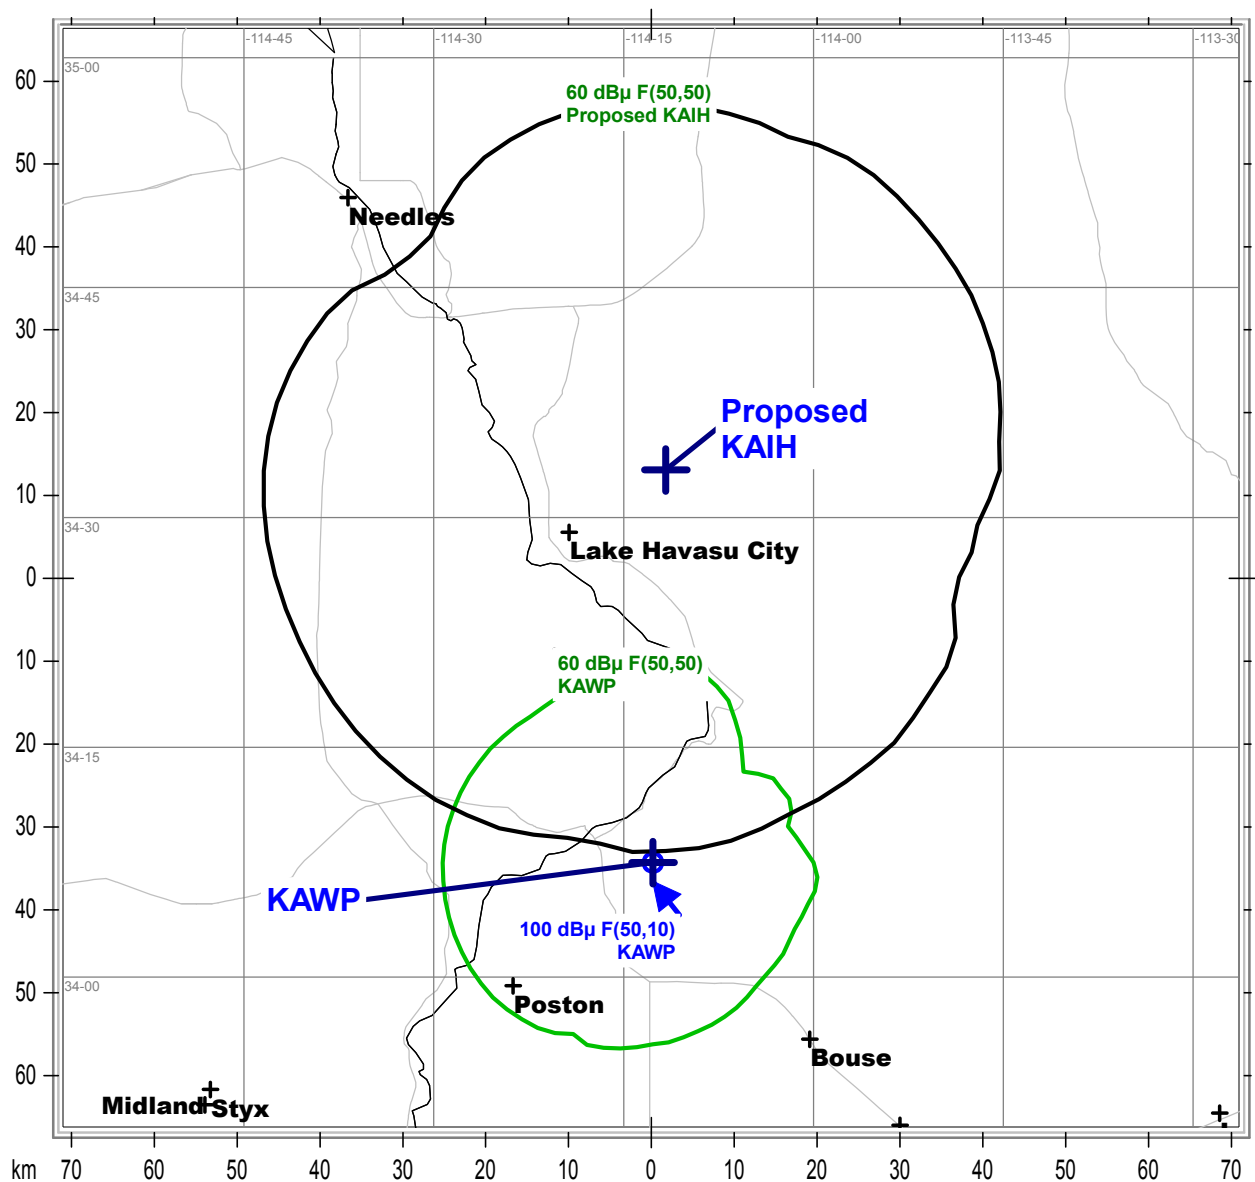 -114-45
-114-30
-114-15
-114-00
-113-45
-113-30
35-00
60
60 dBµ F(50,50)
Proposed KAIH
50
Needles
40
34-45
30
20
Proposed
KAIH
10
34-30
Lake Havasu City
0
10
60 dBµ F(50,50)
KAWP
20
34-15
30
KAWP
40
100 dBµ F(50,10)
KAWP
34-00
50
Poston
Bouse
60
Midland
Styx
km 70 60 50 40 30 20 10 0 10 20 30 40 50 60 70